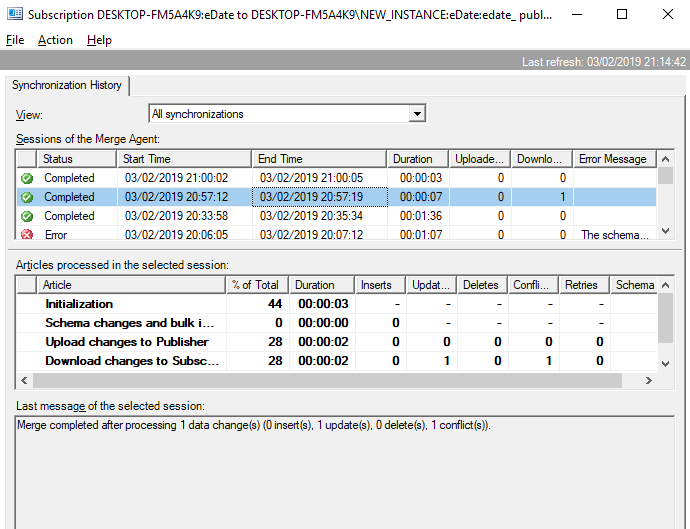 Subscription DESKTOP-FM5A4K9:eDate to DESKTOP-FM5A4K9\NEW_INSTANCE:eDate:edate_ publ...
File Action Help
Last refresh: 03/02/2019 21:14:42
Synchronization History
View: All synchronizations
Sessions of the Merge Agent:
Status Start Time End Time Duration Uploade... Downlo... Error Message
Completed 03/02/2019 21:00:02 03/02/2019 21:00:05 00:00:03 0 0
Completed 03/02/2019 20:57:12 03/02/2019 20:57:19 00:00:07 0 1
Completed 03/02/2019 20:33:58 03/02/2019 20:35:34 00:01:36 0 0
Error 03/02/2019 20:06:05 03/02/2019 20:07:12 00:01:07 0 0 The schema...
Articles processed in the selected session:
Article % of Total Duration Inserts Updat... Deletes Confli... Retries Schema
Initialization 44 00:00:03 - - - - -
Schema changes and bulk i... 0 00:00:00 0 - - - -
Upload changes to Publisher 28 00:00:02 0 0 0 0 0
Download changes to Subsc... 28 00:00:02 0 1 0 1 0
Last message of the selected session:
Merge completed after processing 1 data change(s) (0 insert(s), 1 update(s), 0 delete(s), 1 conflict(s)).